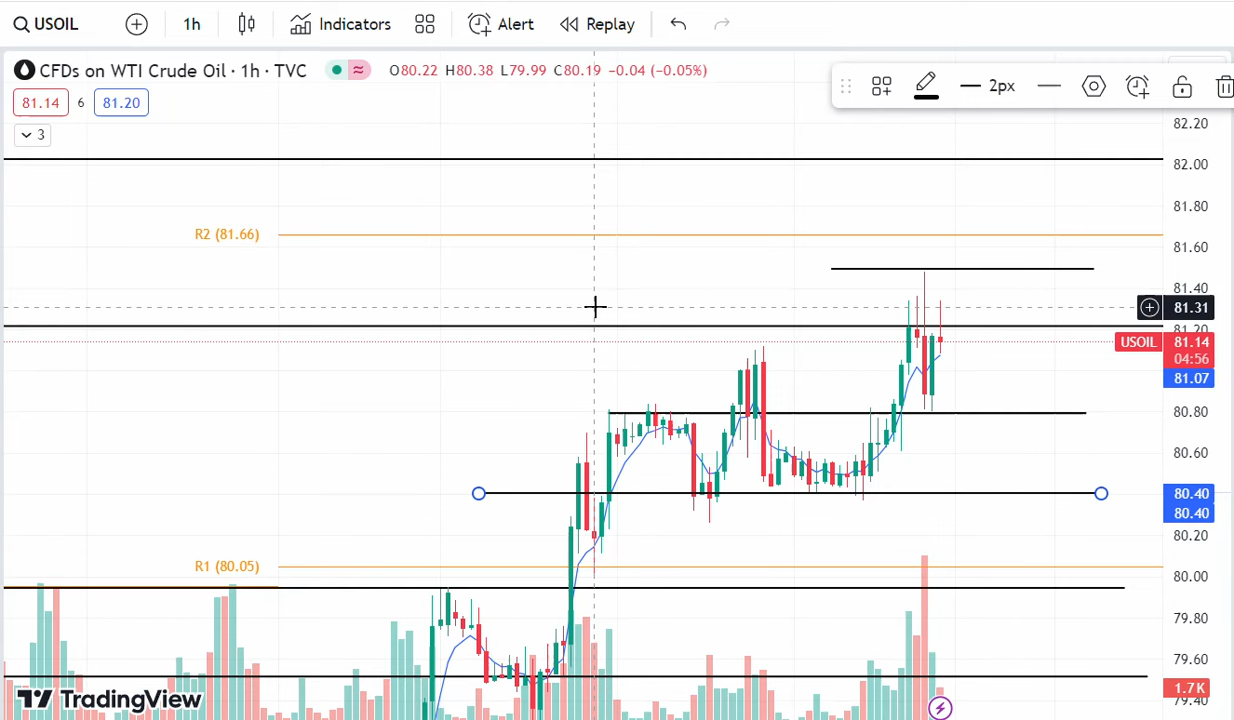 USOIL 1h Indicators Alert Replay
CFDs on WTI Crude Oil · 1h · TVC O80.22 H80.38 L79.99 C80.19 −0.04 (−0.05%)
2px
81.14 6 81.20
3
82.20
82.00
81.80
R2 (81.66)
81.60
81.40
81.31
81.20
USOIL 81.14
04:56
81.07
80.80
80.60
80.40
80.40
80.20
R1 (80.05)
80.00
79.80
79.60
1.7K
TradingView
79.40